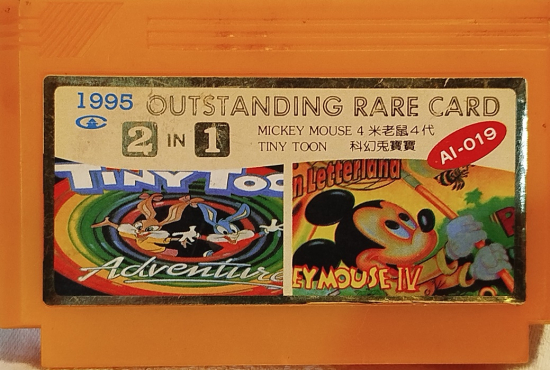 1995 OUTSTANDING RARE CARD
2 IN 1
MICKEY MOUSE 4 米老鼠4代
TINY TOON 科幻兔寶寶
AI-019
TINY TOO
Adventure
n Letterland
EY MOUSE IV